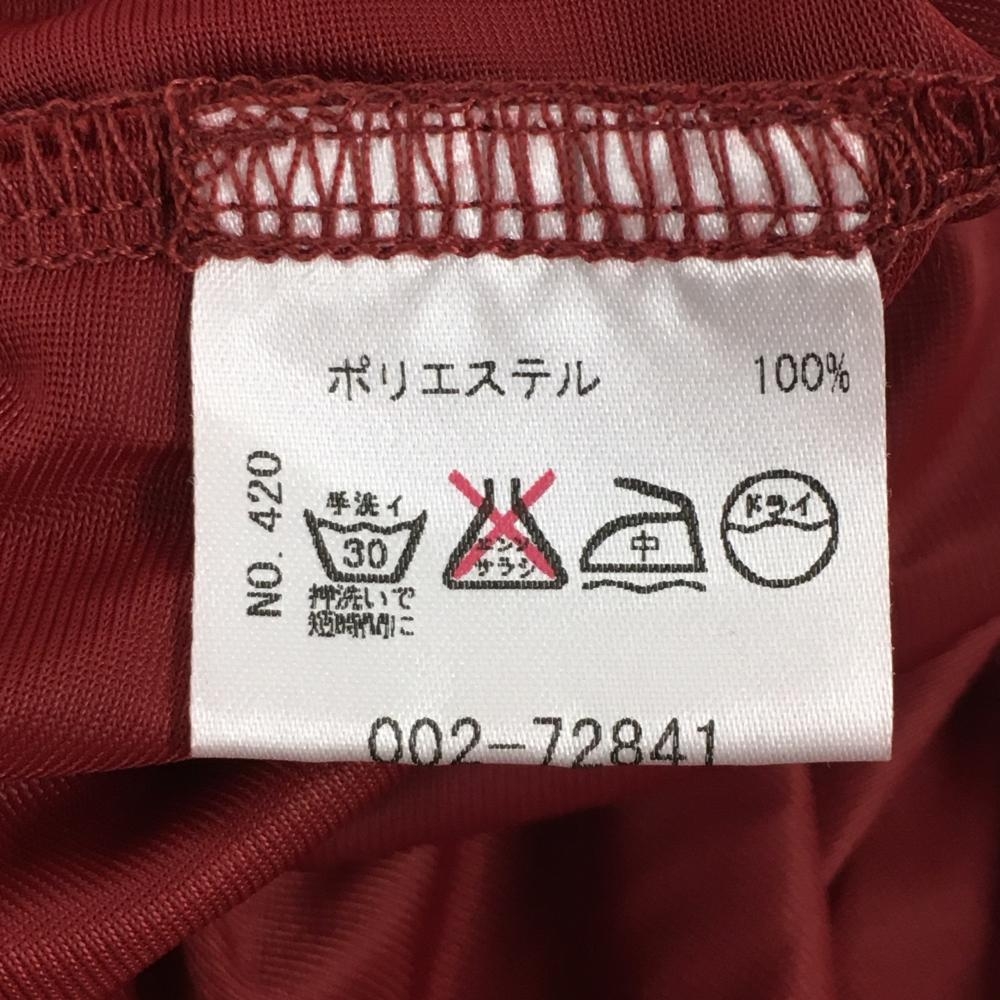 ポリエステル 100%
NO. 420
手洗イ
30
押洗いで
短時間に
エンソ
サラシ
中
ドライ
002-72841